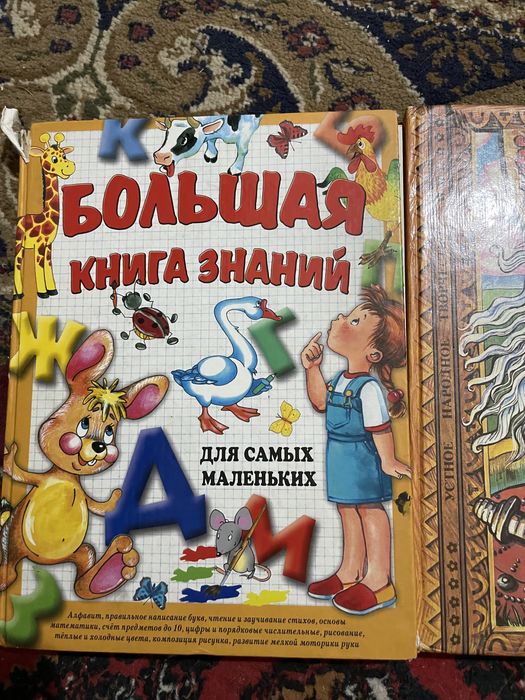 К
БОЛЬШАЯ
КНИГА ЗНАНИЙ
Ж
Г
ДЛЯ САМЫХ
МАЛЕНЬКИХ
Д
М
Алфавит, правильное написание букв, чтение и заучивание стихов, основы
математики, счёт предметов до 10, цифры и порядковые числительные, рисование,
тёплые и холодные цвета, композиция рисунка, развитие мелкой моторики руки
УСТНОЕ НАРОДНОЕ